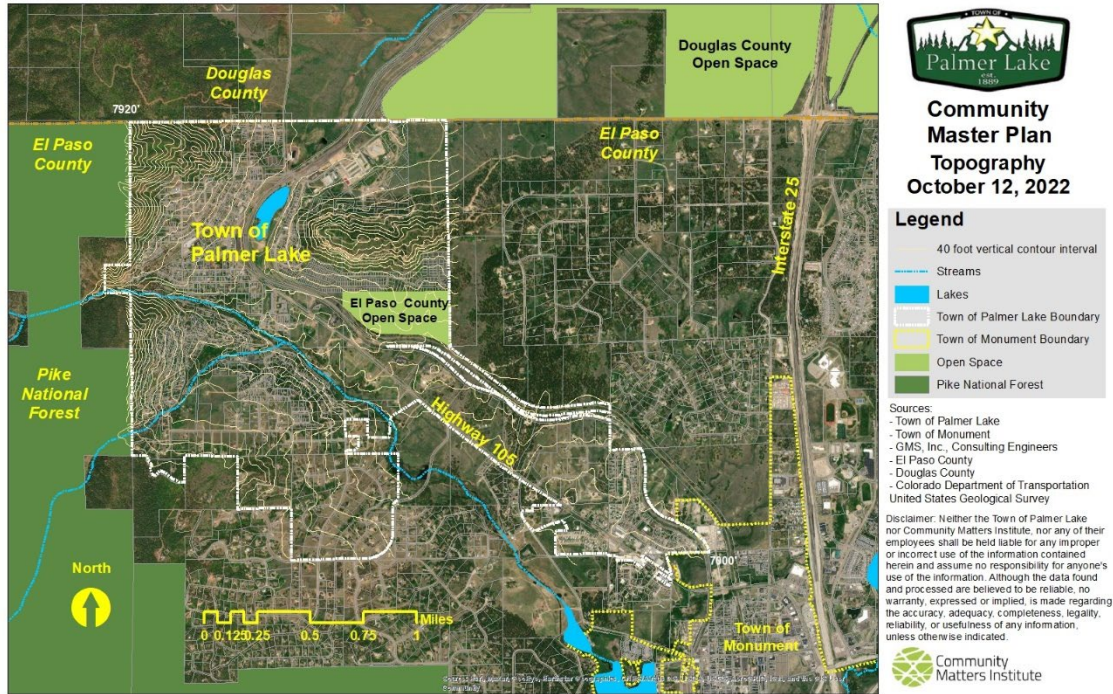 Douglas County
Open Space
Douglas
County
7920'
El Paso
County
El Paso
County
Interstate 25
Town of
Palmer Lake
El Paso County
Open Space
Pike
National
Forest
Highway 105
7900'
North
Miles
0 0.125 0.25 0.5 0.75 1
Town of
Monument
TOWN OF
Palmer Lake
est.
1889
Community
Master Plan
Topography
October 12, 2022
Legend
40 foot vertical contour interval
Streams
Lakes
Town of Palmer Lake Boundary
Town of Monument Boundary
Open Space
Pike National Forest
Sources:
- Town of Palmer Lake
- Town of Monument
- GMS, Inc., Consulting Engineers
- El Paso County
- Douglas County
- Colorado Department of Transportation
United States Geological Survey
Disclaimer: Neither the Town of Palmer Lake
nor Community Matters Institute, nor any of their
employees shall be held liable for any improper
or incorrect use of the information contained
herein and assume no responsibility for anyone's
use of the information. Although the data found
and processed are believed to be reliable, no
warranty, expressed or implied, is made regarding
the accuracy, adequacy, completeness, legality,
reliability, or usefulness of any information,
unless otherwise indicated.
Community
Matters Institute